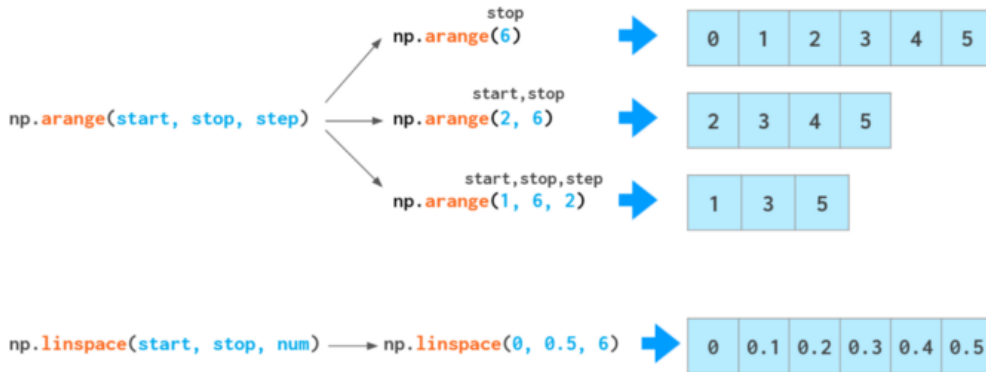 stop
np.arange(6)
0 1 2 3 4 5
start,stop
np.arange(start, stop, step)
np.arange(2, 6)
2 3 4 5
start,stop,step
np.arange(1, 6, 2)
1 3 5
np.linspace(start, stop, num)
np.linspace(0, 0.5, 6)
0 0.1 0.2 0.3 0.4 0.5